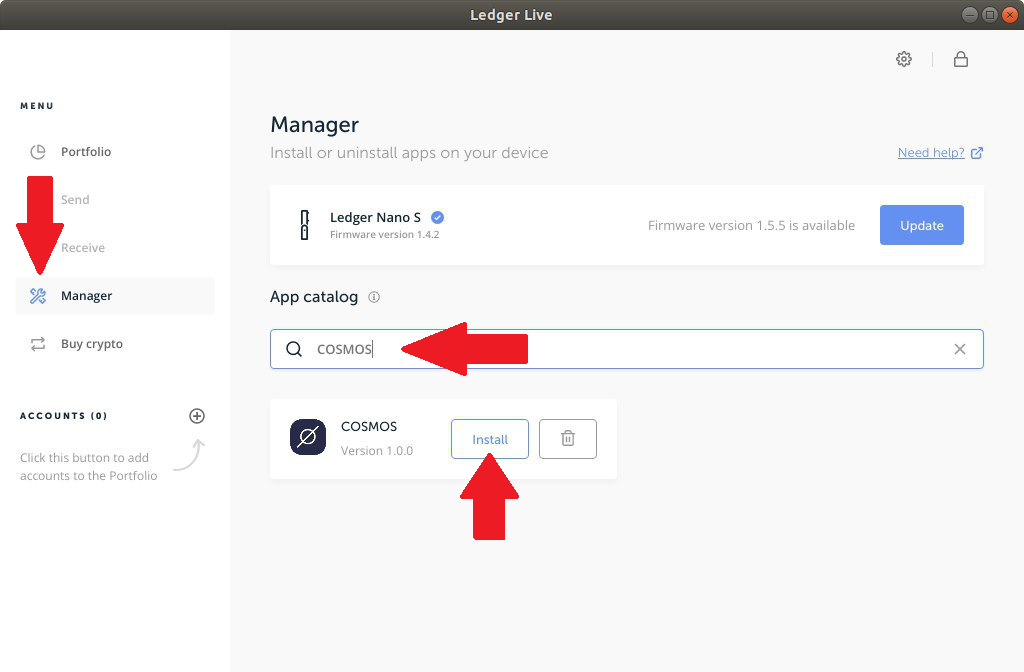 Ledger Live
MENU
Portfolio
Send
Receive
Manager
Buy crypto
ACCOUNTS (0)
Click this button to add
accounts to the Portfolio
Manager
Install or uninstall apps on your device
Need help?
Ledger Nano S
Firmware version 1.4.2
Firmware version 1.5.5 is available
Update
App catalog
COSMOS
COSMOS
Version 1.0.0
Install